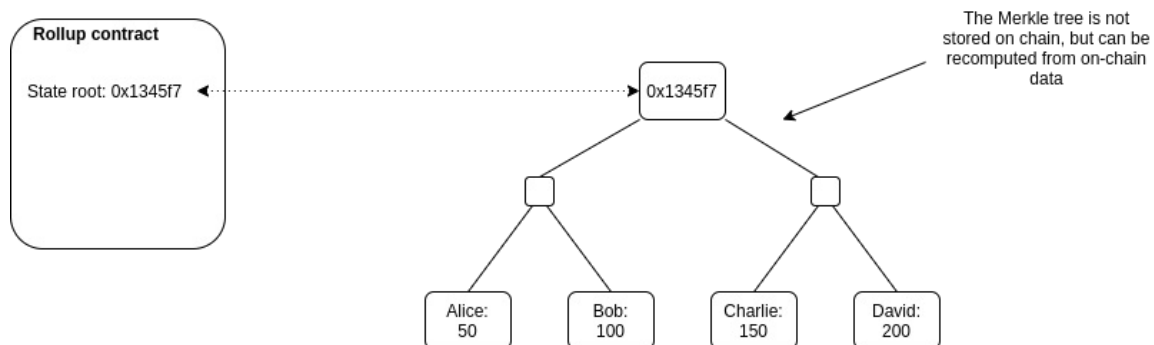 Rollup contract
State root: 0x1345f7
0x1345f7
The Merkle tree is not
stored on chain, but can be
recomputed from on-chain
data
Alice:
50
Bob:
100
Charlie:
150
David:
200